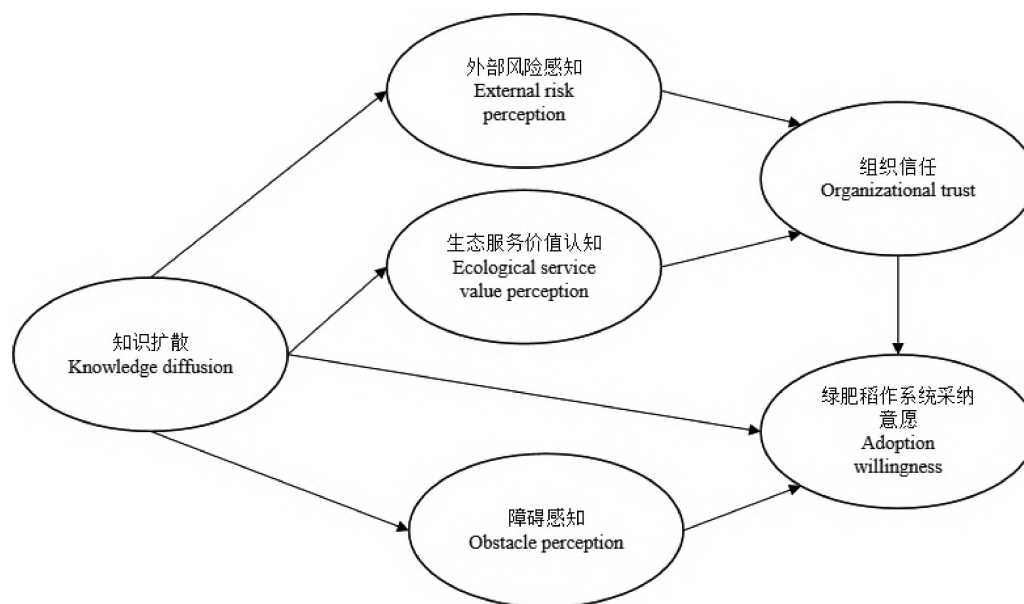 外部风险感知
External risk
perception
组织信任
Organizational trust
生态服务价值认知
Ecological service
value perception
知识扩散
Knowledge diffusion
绿肥稻作系统采纳
意愿
Adoption
willingness
障碍感知
Obstacle perception